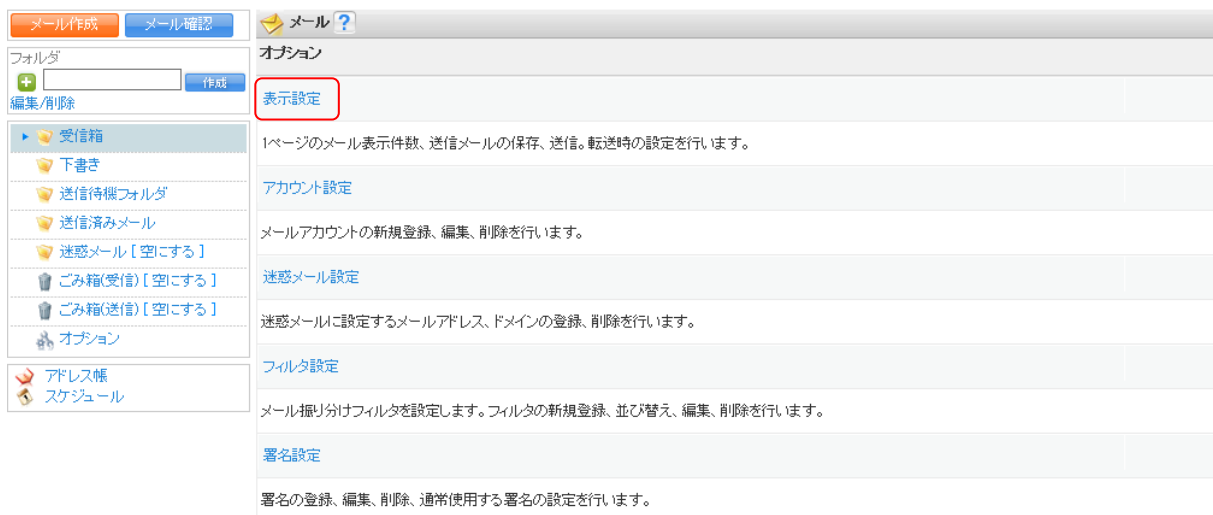 メール作成
メール確認
フォルダ
作成
編集/削除
受信箱
下書き
送信待機フォルダ
送信済みメール
迷惑メール [ 空にする ]
ごみ箱(受信) [ 空にする ]
ごみ箱(送信) [ 空にする ]
オプション
アドレス帳
スケジュール
メール ?
オプション
表示設定
1ページのメール表示件数、送信メールの保存、送信。転送時の設定を行います。
アカウント設定
メールアカウントの新規登録、編集、削除を行います。
迷惑メール設定
迷惑メールに設定するメールアドレス、ドメインの登録、削除を行います。
フィルタ設定
メール振り分けフィルタを設定します。フィルタの新規登録、並び替え、編集、削除を行います。
署名設定
署名の登録、編集、削除、通常使用する署名の設定を行います。